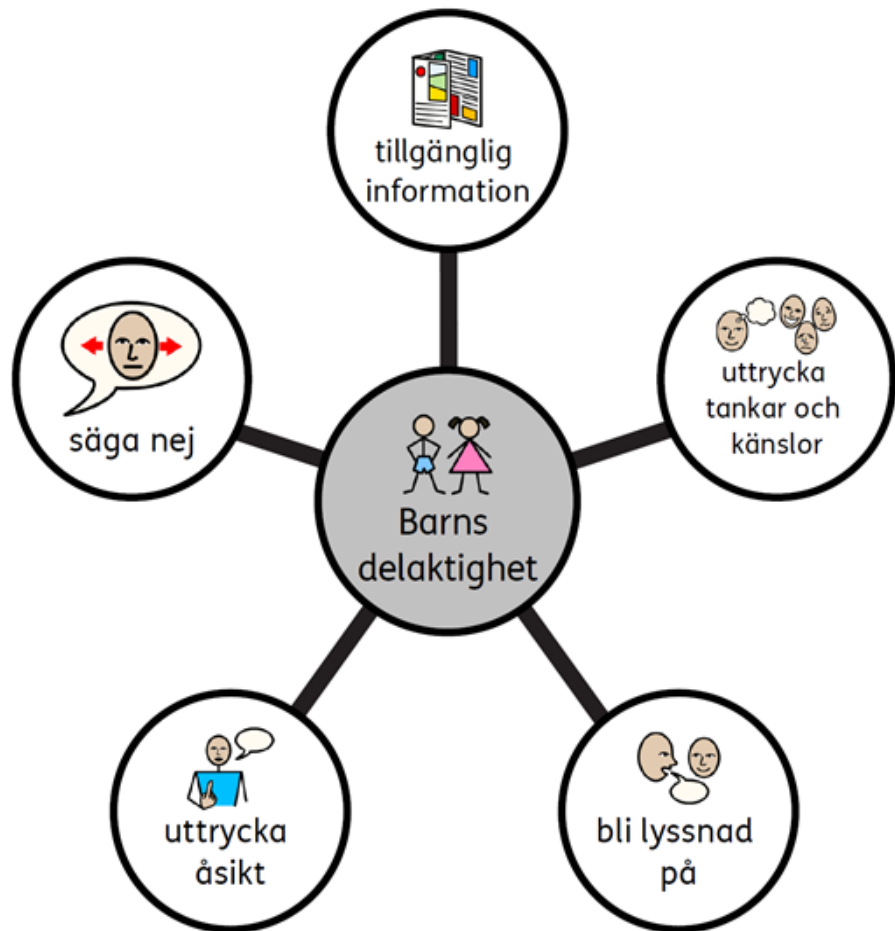 tillgänglig
information
uttrycka
tankar och
känslor
bli lyssnad
på
uttrycka
åsikt
säga nej
Barns
delaktighet